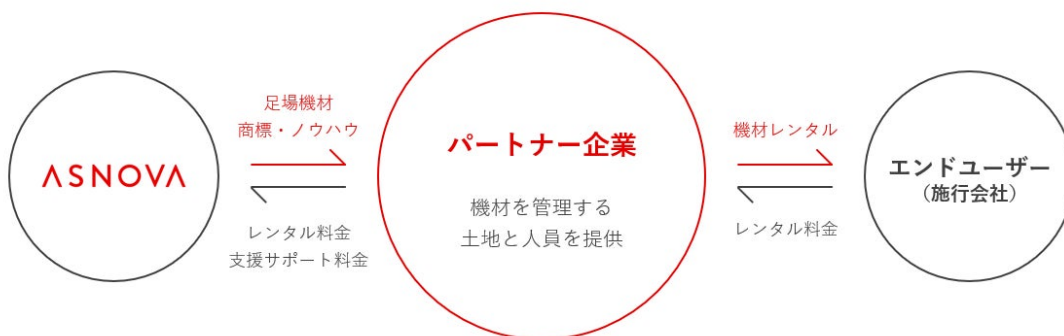 ASNOVA
足場機材
商標・ノウハウ
レンタル料金
支援サポート料金
パートナー企業
機材を管理する
土地と人員を提供
機材レンタル
レンタル料金
エンドユーザー
（施行会社）